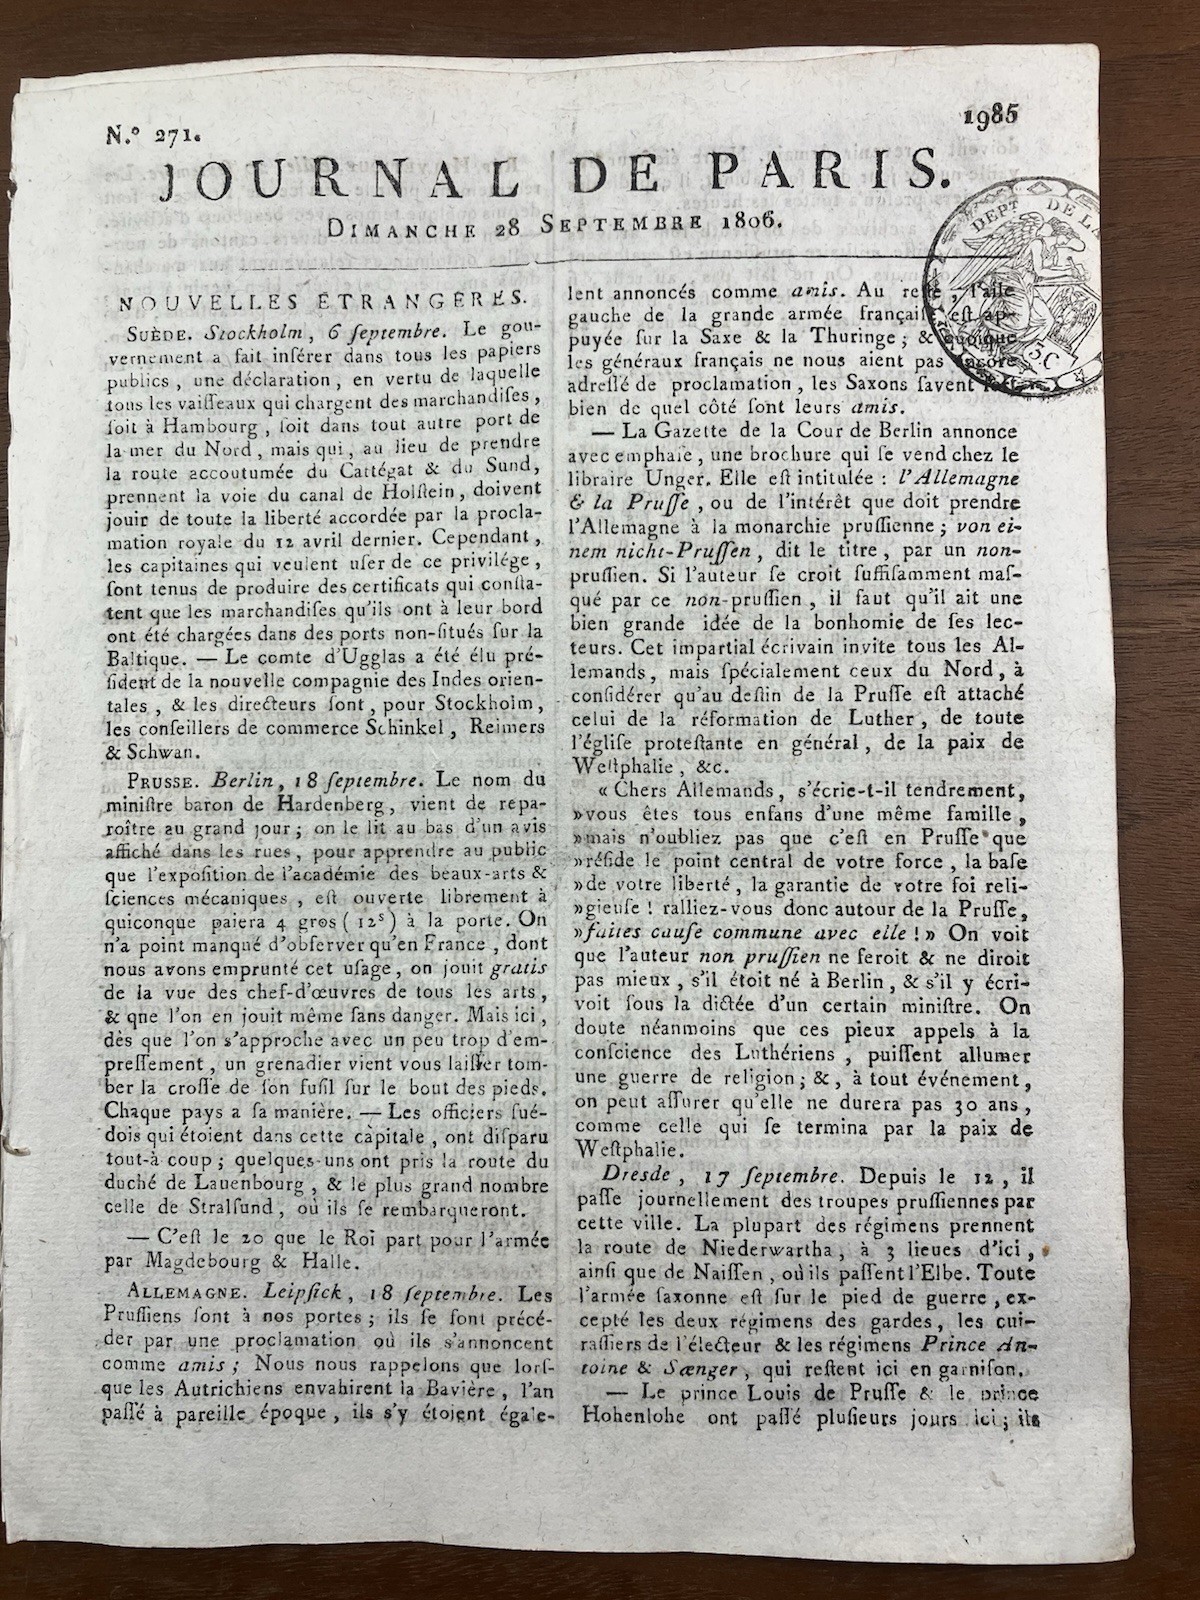 N.º 271.
1985
JOURNAL DE PARIS.
DIMANCHE 28 SEPTEMBRE 1806.
NOUVELLES ÉTRANGÈRES.
SUÈDE. Stockholm, 6 ſeptembre. Le gou-
vernement a fait inférer dans tous les papiers
publics, une déclaration, en vertu de laquelle
tous les vaiſſeaux qui chargent des marchandiſes,
ſoit à Hambourg, ſoit dans tout autre port de
la mer du Nord, mais qui, au lieu de prendre
la route accoutumée du Cattégat & du Sund,
prennent la voie du canal de Holſtein, doivent
jouir de toute la liberté accordée par la procla-
mation royale du 12 avril dernier. Cependant,
les capitaines qui veulent uſer de ce privilége,
ſont tenus de produire des certificats qui conſta-
tent que les marchandiſes qu'ils ont à leur bord
ont été chargées dans des ports non-ſitués ſur la
Baltique. — Le comte d'Ugglas a été élu pré-
ſident de la nouvelle compagnie des Indes orien-
tales, & les directeurs ſont, pour Stockholm,
les conſeillers de commerce Schinkel, Reimers
& Schwan.
PRUSSE. Berlin, 18 ſeptembre. Le nom du
miniſtre baron de Hardenberg, vient de repa-
roître au grand jour; on le lit au bas d'un avis
affiché dans les rues, pour apprendre au public
que l'expoſition de l'académie des beaux-arts &
ſciences mécaniques, eſt ouverte librement à
quiconque paiera 4 gros (12ˢ) à la porte. On
n'a point manqué d'obſerver qu'en France, dont
nous avons emprunté cet uſage, on jouit gratis
de la vue des chef-d'œuvres de tous les arts,
& que l'on en jouit même ſans danger. Mais ici,
dès que l'on s'approche avec un peu trop d'em-
preſſement, un grenadier vient vous laiſſer tom-
ber la croſſe de ſon fuſil ſur le bout des pieds.
Chaque pays a ſa manière. — Les officiers ſué-
dois qui étoient dans cette capitale, ont diſparu
tout-à coup; quelques-uns ont pris la route du
duché de Lauenbourg, & le plus grand nombre
celle de Stralſund, où ils ſe rembarqueront.
— C'eſt le 20 que le Roi part pour l'armée
par Magdebourg & Halle.
ALLEMAGNE. Leipſick, 18 ſeptembre. Les
Pruſſiens ſont à nos portes; ils ſe ſont précé-
der par une proclamation où ils s'annoncent
comme amis; Nous nous rappelons que lorſ-
que les Autrichiens envahirent la Bavière, l'an
paſſé à pareille époque, ils s'y étoient égale-
lent annoncés comme amis. Au reſte, l'aile
gauche de la grande armée françaiſe eſt ap-
puyée ſur la Saxe & la Thuringe; & quoique
les généraux français ne nous aient pas encore
adreſſé de proclamation, les Saxons ſavent
bien de quel côté ſont leurs amis.
— La Gazette de la Cour de Berlin annonce
avec emphaſe, une brochure qui ſe vend chez le
libraire Unger. Elle eſt intitulée : l'Allemagne
& la Pruſſe, ou de l'intérêt que doit prendre
l'Allemagne à la monarchie pruſſienne; von ei-
nem nicht-Pruſſen, dit le titre, par un non-
pruſſien. Si l'auteur ſe croit ſuffiſamment maſ-
qué par ce non-pruſſien, il faut qu'il ait une
bien grande idée de la bonhomie de ſes lec-
teurs. Cet impartial écrivain invite tous les Al-
lemands, mais ſpécialement ceux du Nord, à
conſidérer qu'au deſtin de la Pruſſe eſt attaché
celui de la réformation de Luther, de toute
l'égliſe proteſtante en général, de la paix de
Weſtphalie, &c.
« Chers Allemands, s'écrie-t-il tendrement,
»vous êtes tous enfans d'une même famille,
»mais n'oubliez pas que c'eſt en Pruſſe que
»réſide le point central de votre force, la baſe
»de votre liberté, la garantie de votre foi reli-
»gieuſe ! ralliez-vous donc autour de la Pruſſe,
»faites cauſe commune avec elle !» On voit
que l'auteur non pruſſien ne feroit & ne diroit
pas mieux, s'il étoit né à Berlin, & s'il y écri-
voit ſous la dictée d'un certain miniſtre. On
doute néanmoins que ces pieux appels à la
conſcience des Luthériens, puiſſent allumer
une guerre de religion; &, à tout événement,
on peut aſſurer qu'elle ne durera pas 30 ans,
comme celle qui ſe termina par la paix de
Weſtphalie.
Dresde, 17 ſeptembre. Depuis le 12, il
paſſe journellement des troupes pruſſiennes par
cette ville. La plupart des régimens prennent
la route de Niederwartha, à 3 lieues d'ici,
ainſi que de Naiſſen, où ils paſſent l'Elbe. Toute
l'armée ſaxonne eſt ſur le pied de guerre, ex-
cepté les deux régimens des gardes, les cui-
raſſiers de l'électeur & les régimens Prince An-
toine & Sænger, qui reſtent ici en garniſon.
— Le prince Louis de Pruſſe & le prince
Hohenlohe ont paſſé pluſieurs jours ici; ils
DEPT DE LA
5C